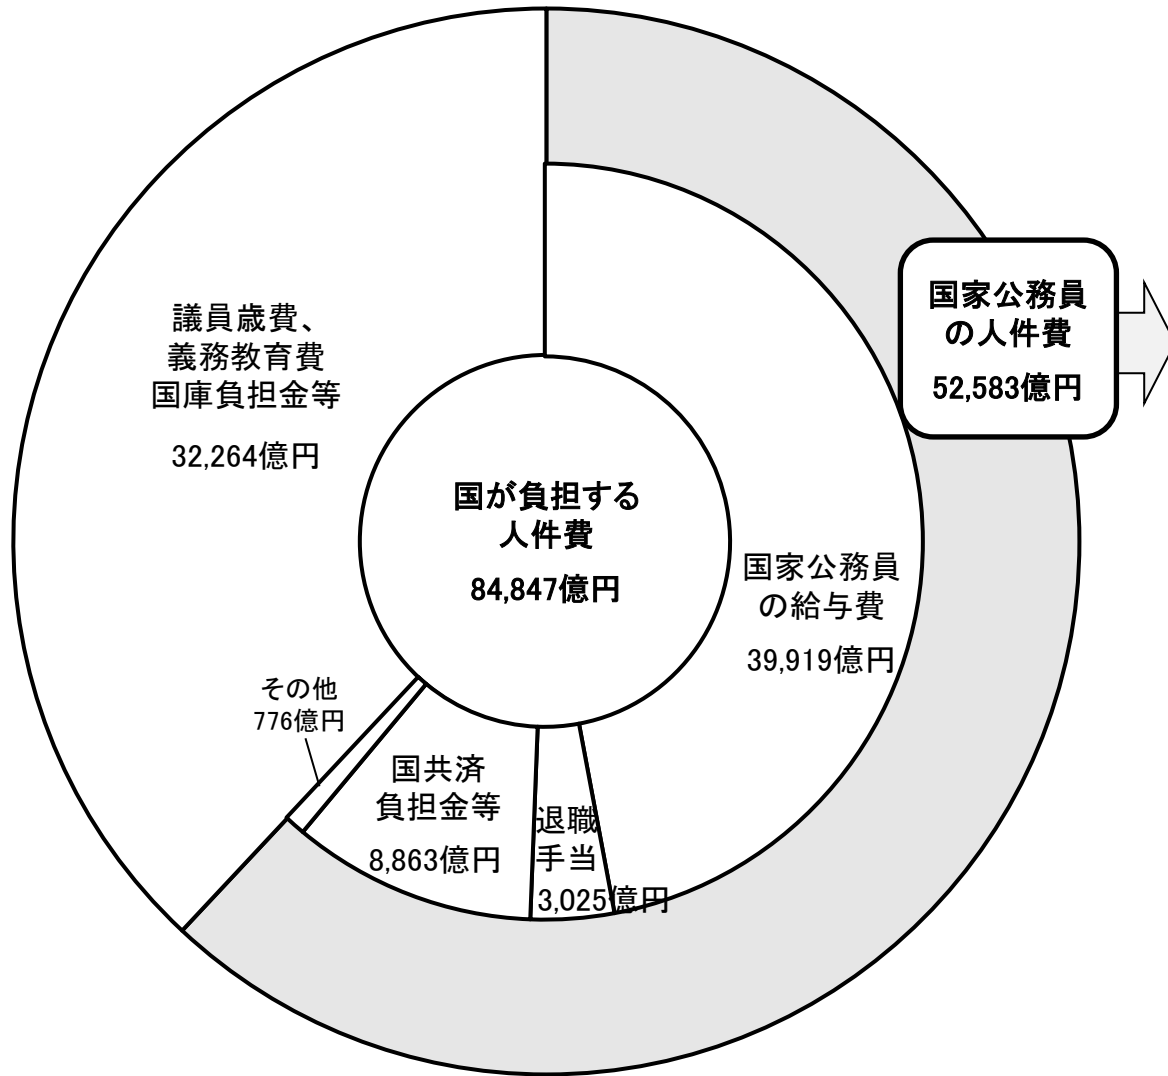 国家公務員
の人件費
52,583億円
議員歳費、
義務教育費
国庫負担金等
32,264億円
国が負担する
人件費
84,847億円
国家公務員
の給与費
39,919億円
その他
776億円
国共済
負担金等
8,863億円
退職
手当
3,025億円